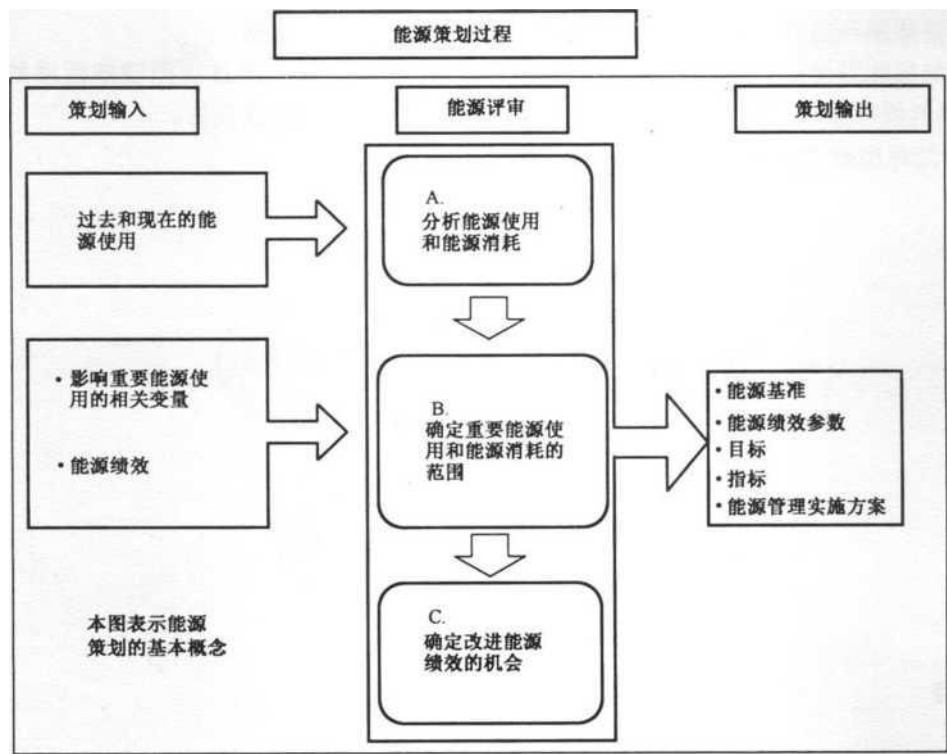 能源策划过程
策划输入
能源评审
策划输出
过去和现在的能
源使用
A.
分析能源使用
和能源消耗
·影响重要能源使
用的相关变量
·能源绩效
B.
确定重要能源使
用和能源消耗的
范围
·能源基准
·能源绩效参数
·目标
·指标
·能源管理实施方案
C.
确定改进能源
绩效的机会
本图表示能源
策划的基本概念